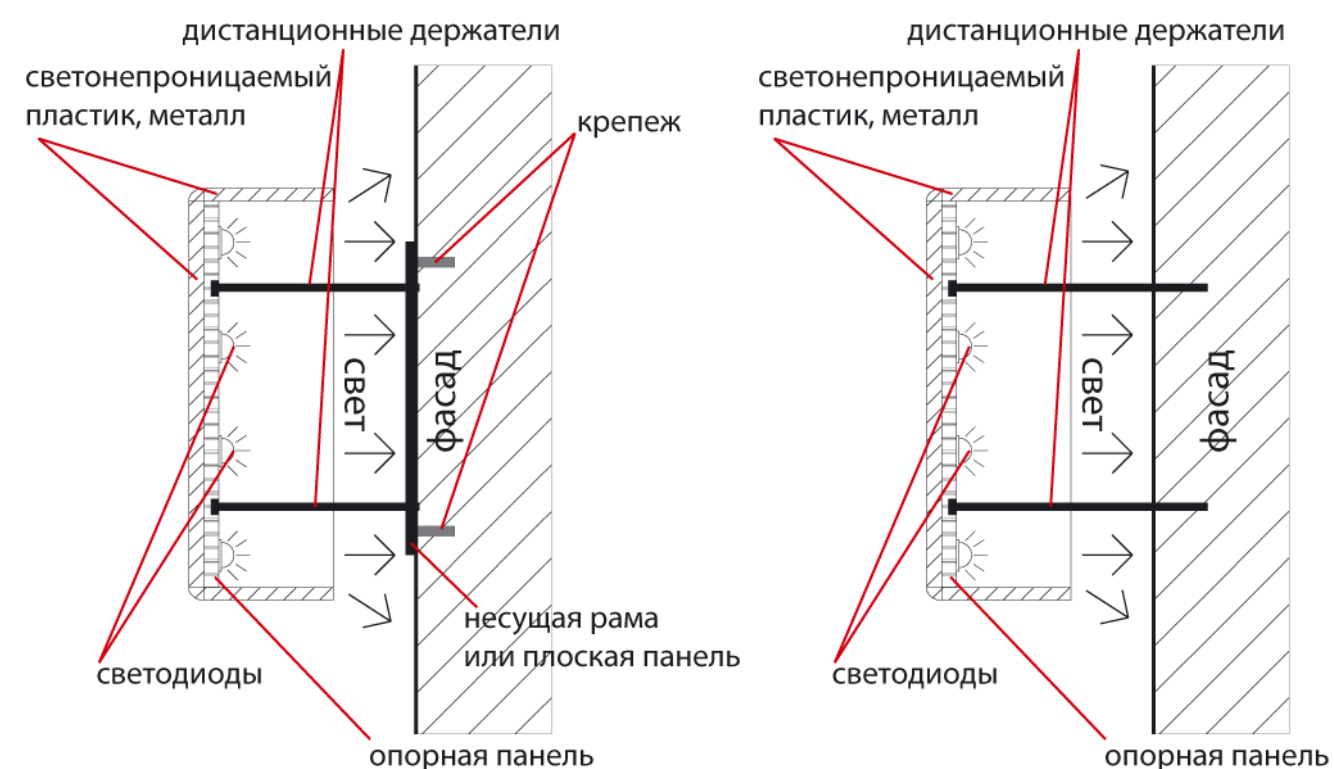 дистанционные держатели
светонепроницаемый
пластик, металл
крепеж
свет
фасад
несущая рама
или плоская панель
светодиоды
опорная панель
дистанционные держатели
светонепроницаемый
пластик, металл
свет
фасад
светодиоды
опорная панель